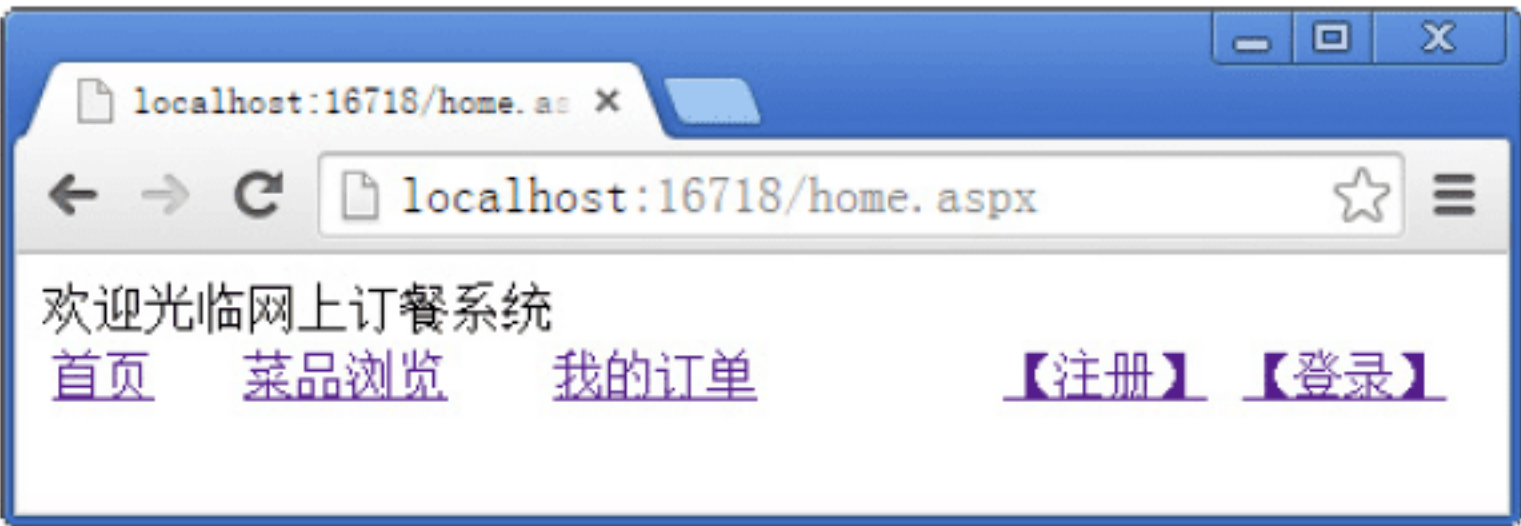 localhost:16718/home.as
localhost:16718/home.aspx
欢迎光临网上订餐系统
首页 菜品浏览 我的订单 【注册】 【登录】